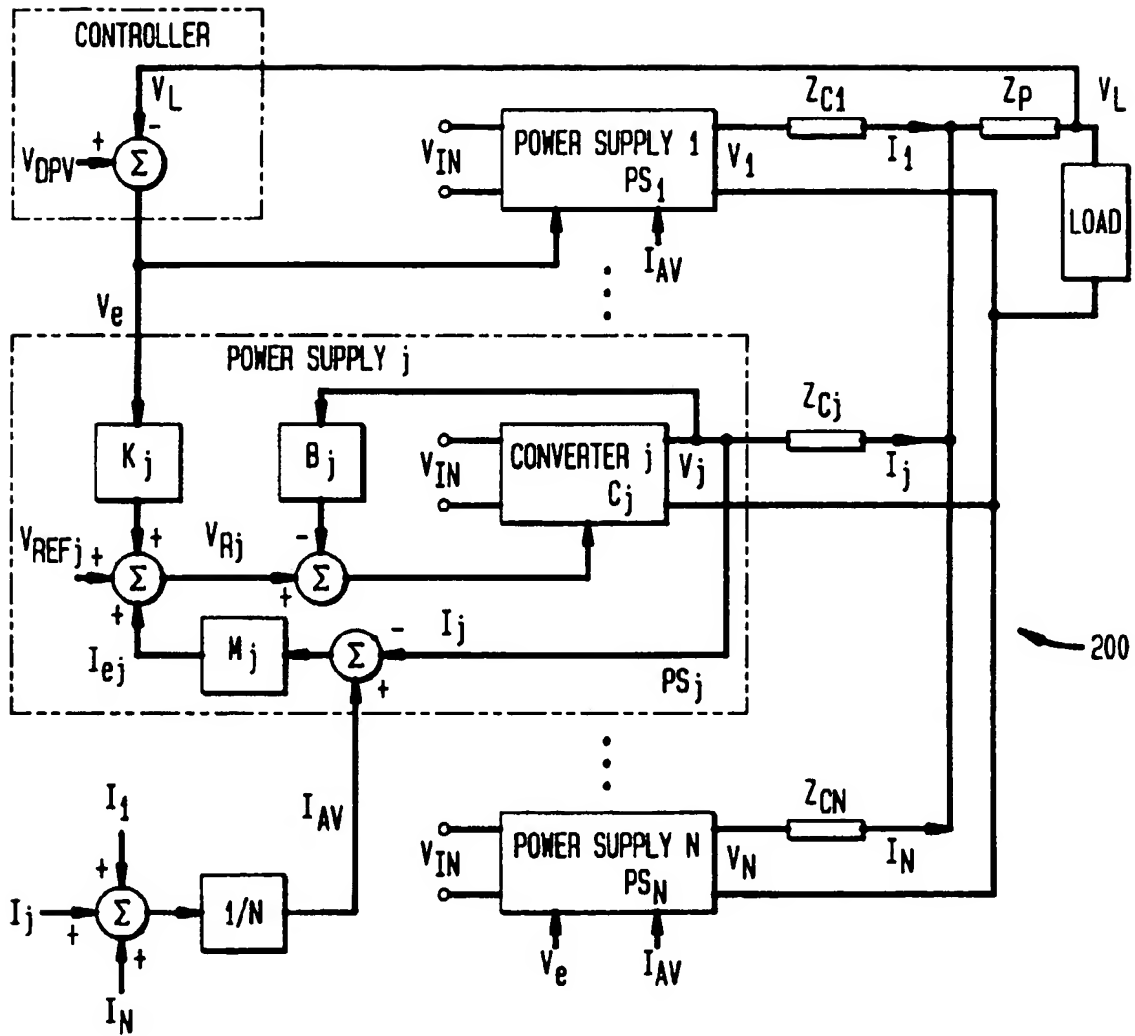 CONTROLLER
V_L
Z_C1
Z_P
V_L
V_DPV
+
-
Σ
V_IN
POWER SUPPLY 1
PS_1
V_1
I_1
LOAD
I_AV
V_e
POWER SUPPLY j
Z_Cj
K_j
B_j
V_IN
CONVERTER j
C_j
V_j
I_j
V_REFj
+
+
+
Σ
V_Rj
-
+
Σ
I_ej
M_j
-
+
Σ
I_j
PS_j
200
I_1
I_AV
Z_CN
I_j
+
+
+
Σ
1/N
V_IN
POWER SUPPLY N
PS_N
V_N
I_N
I_N
V_e
I_AV